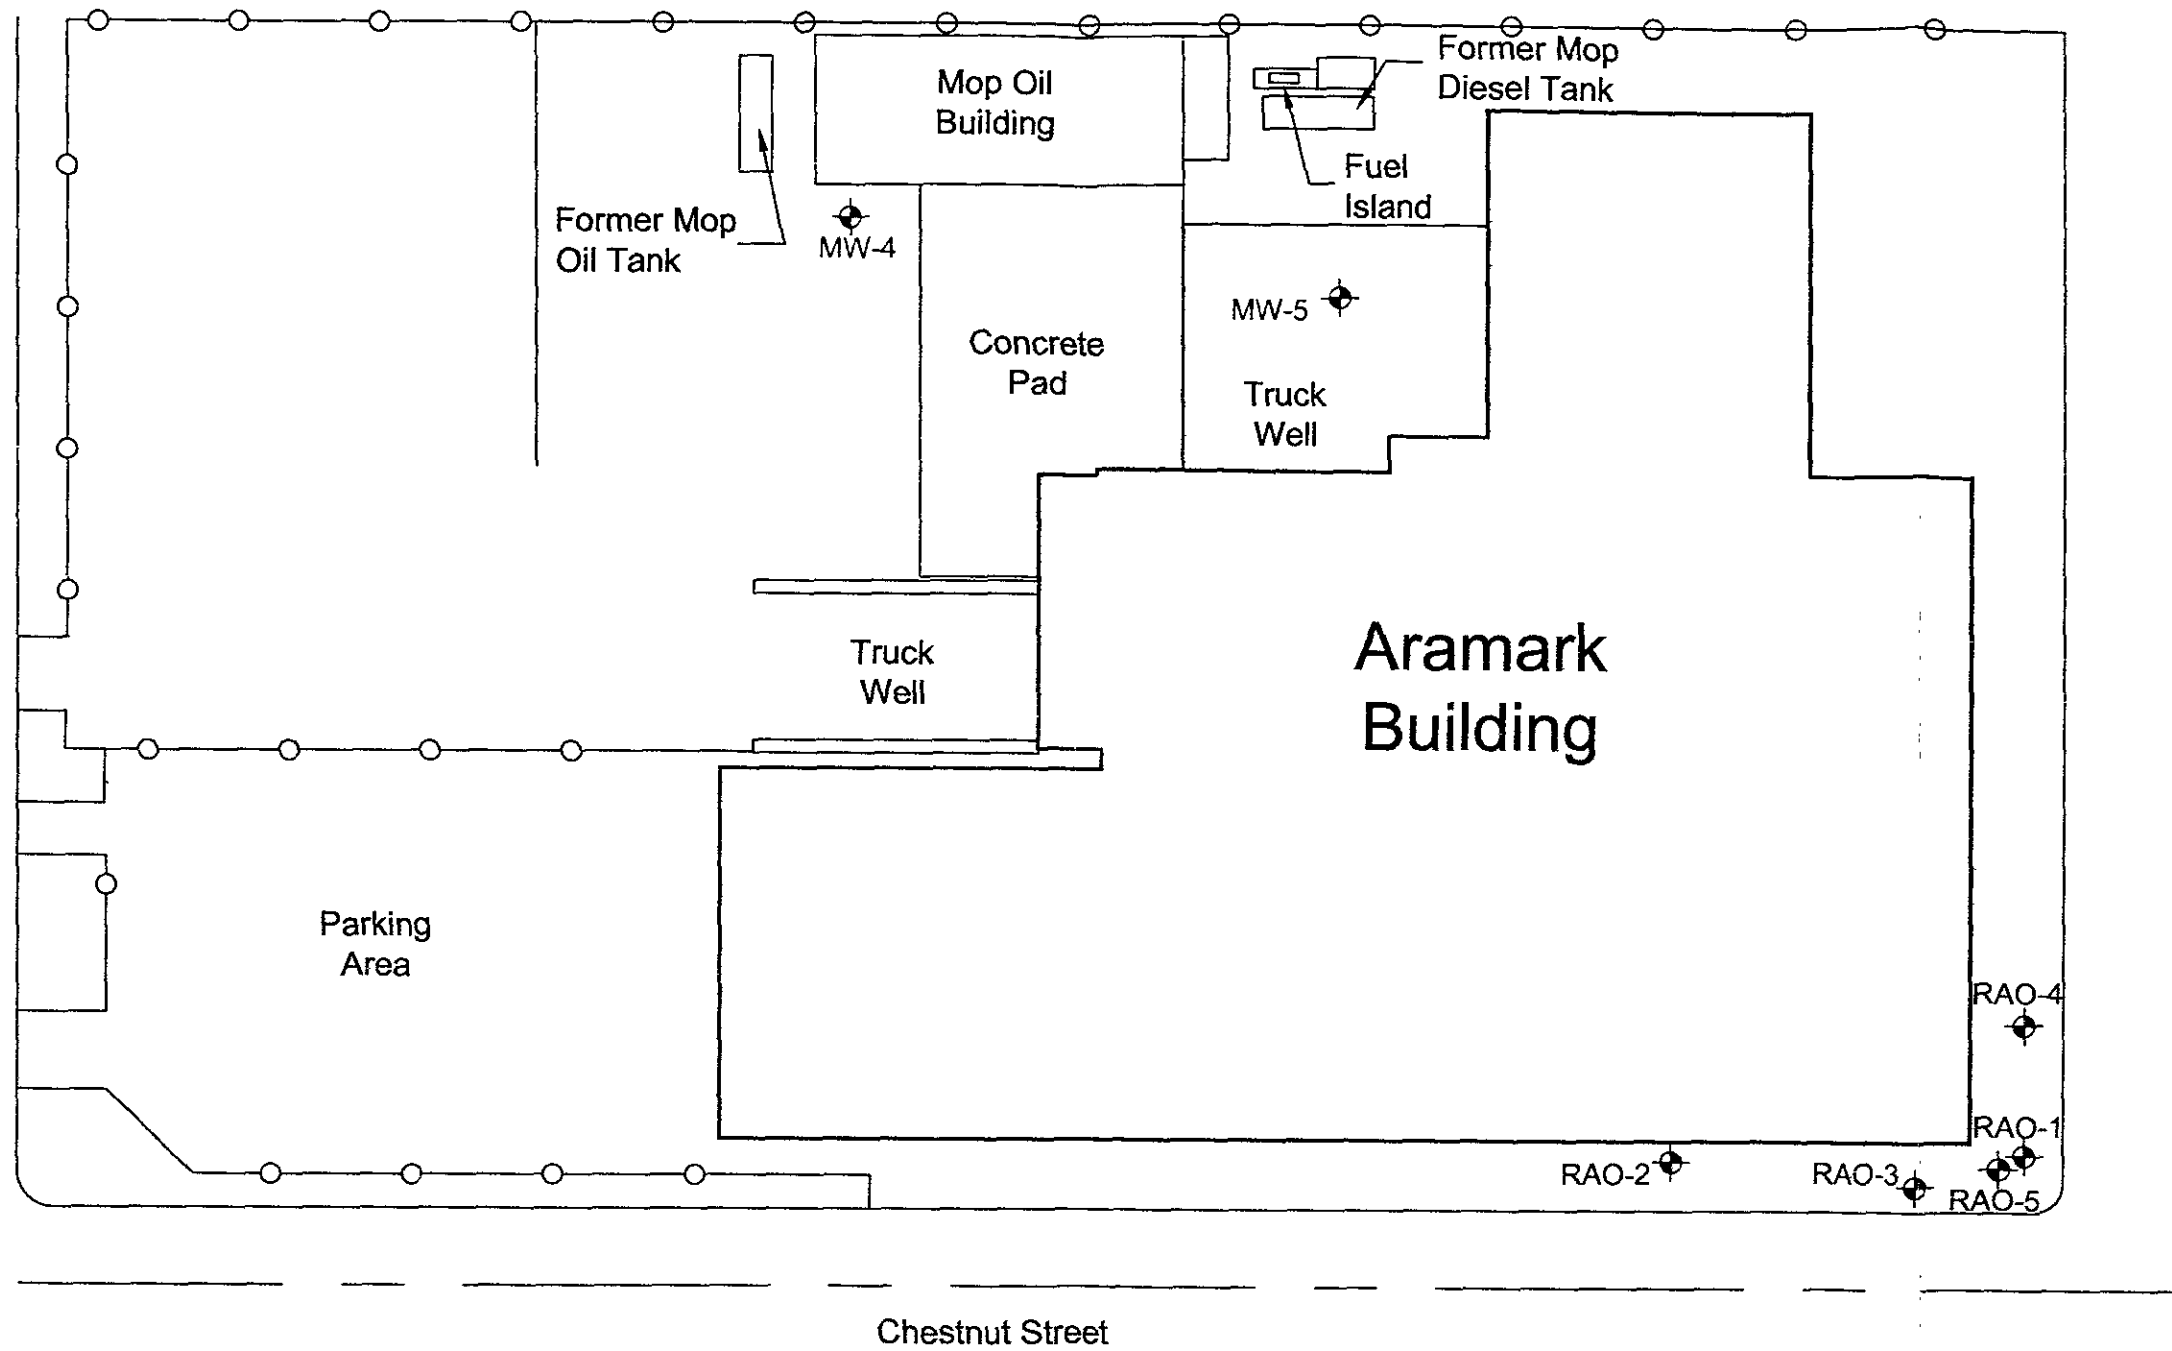 Former Mop
Diesel Tank
Mop Oil
Building
Fuel
Island
Former Mop
Oil Tank
MW-4
MW-5
Concrete
Pad
Truck
Well
Truck
Well
Aramark
Building
Parking
Area
RAO-4
RAO-1
RAO-2
RAO-3
RAO-5
Chestnut Street